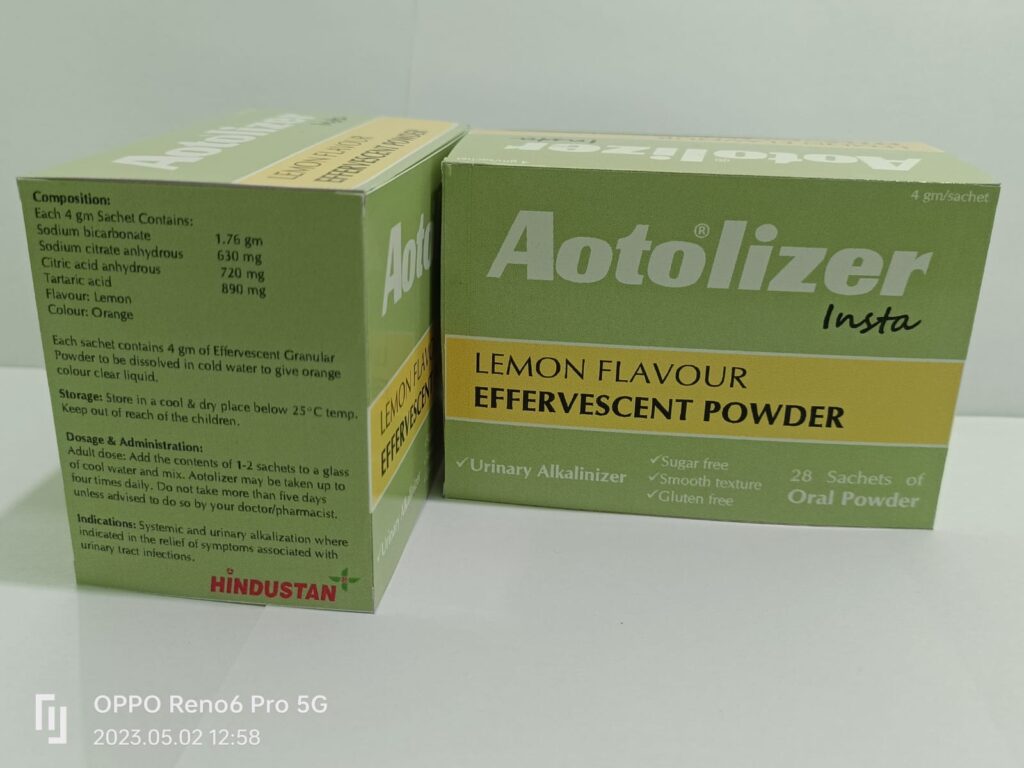 Aotolizer
LEMON FLAVOUR
EFFERVESCENT POWDER
Composition:
Each 4 gm Sachet Contains:
Sodium bicarbonate 1.76 gm
Sodium citrate anhydrous 630 mg
Citric acid anhydrous 720 mg
Tartaric acid 890 mg
Flavour: Lemon
Colour: Orange
Each sachet contains 4 gm of Effervescent Granular
Powder to be dissolved in cold water to give orange
colour clear liquid.
Storage: Store in a cool & dry place below 25°C temp.
Keep out of reach of the children.
Dosage & Administration:
Adult dose: Add the contents of 1-2 sachets to a glass
of cool water and mix. Aotolizer may be taken up to
four times daily. Do not take more than five days
unless advised to do so by your doctor/pharmacist.
Indications: Systemic and urinary alkalization where
indicated in the relief of symptoms associated with
urinary tract infections.
HINDUSTAN
Aoto
LEMON FLAV
EFFERVESCEN
Aotolizer
4 gm/sachet
Aotolizer®
Insta
LEMON FLAVOUR
EFFERVESCENT POWDER
✓Urinary Alkalinizer
✓Sugar free
✓Smooth texture
✓Gluten free
28 Sachets of
Oral Powder
OPPO Reno6 Pro 5G
2023.05.02 12:58